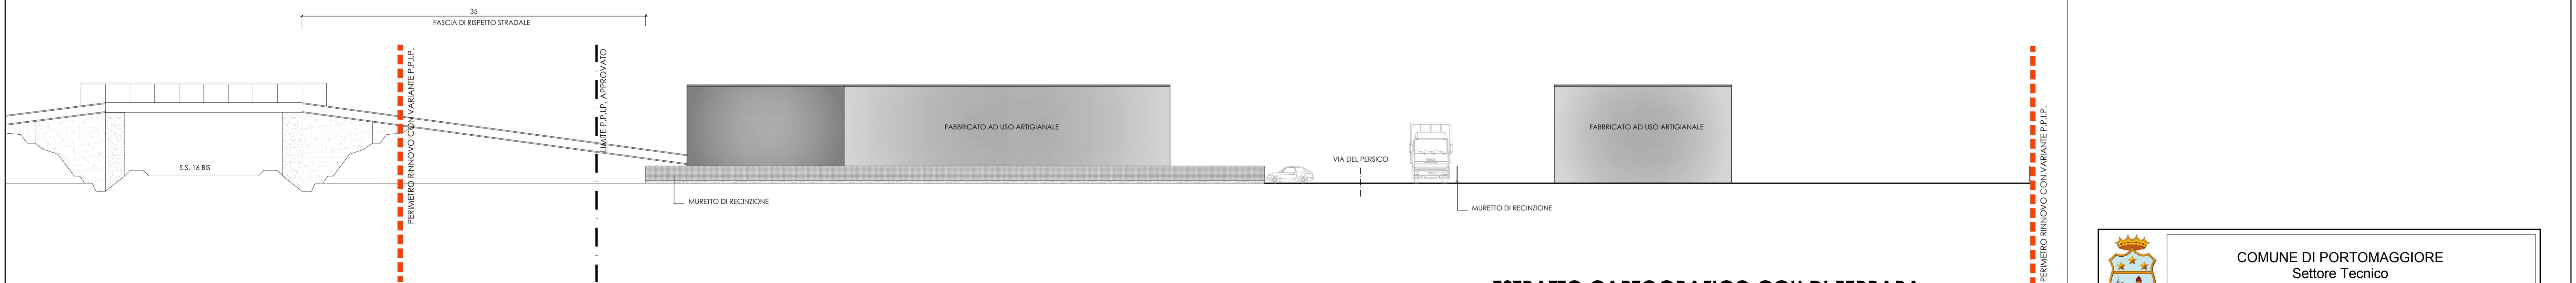 35
FASCIA DI RISPETTO STRADALE
PERIMETRO RINNOVO CON VARIANTE P.P.I.P.
LIMITE P.P.I.P. APPROVATO
S.S. 16 BIS
FABBRICATO AD USO ARTIGIANALE
MURETTO DI RECINZIONE
VIA DEL PERSICO
FABBRICATO AD USO ARTIGIANALE
MURETTO DI RECINZIONE
PERIMETRO RINNOVO CON VARIANTE P.P.I.P.
COMUNE DI PORTOMAGGIORE
Settore Tecnico